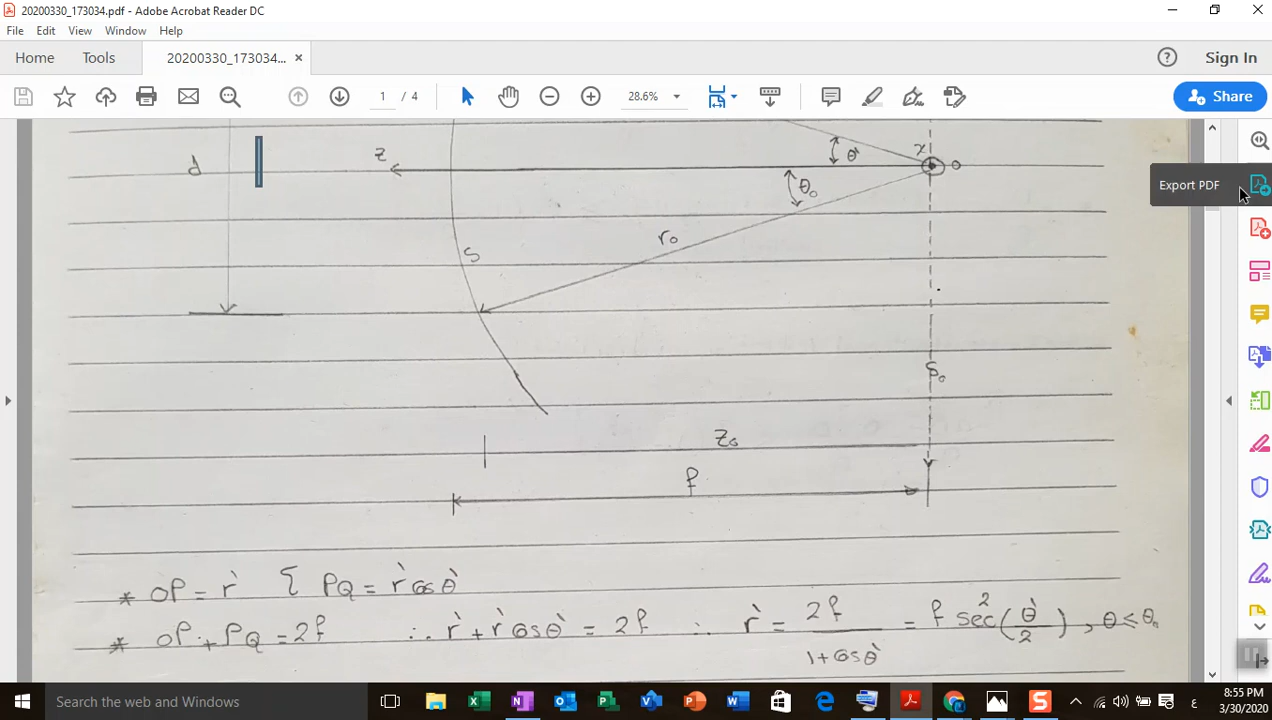 20200330_173034.pdf - Adobe Acrobat Reader DC
File Edit View Window Help
Home Tools 20200330_173034... ×
? Sign In
1 / 4 28.6% Share
Export PDF
d z θ` x o
θ₀
r₀
S
S₀
z₀
f
* OP = r` { PQ = r` cos θ`
* OP + PQ = 2f ∴ r` + r` cos θ` = 2f ∴ r` = 2f / (1 + cos θ`) = f sec²(θ`/2), θ ≤ θ₀
Search the web and Windows
8:55 PM
ع
3/30/2020